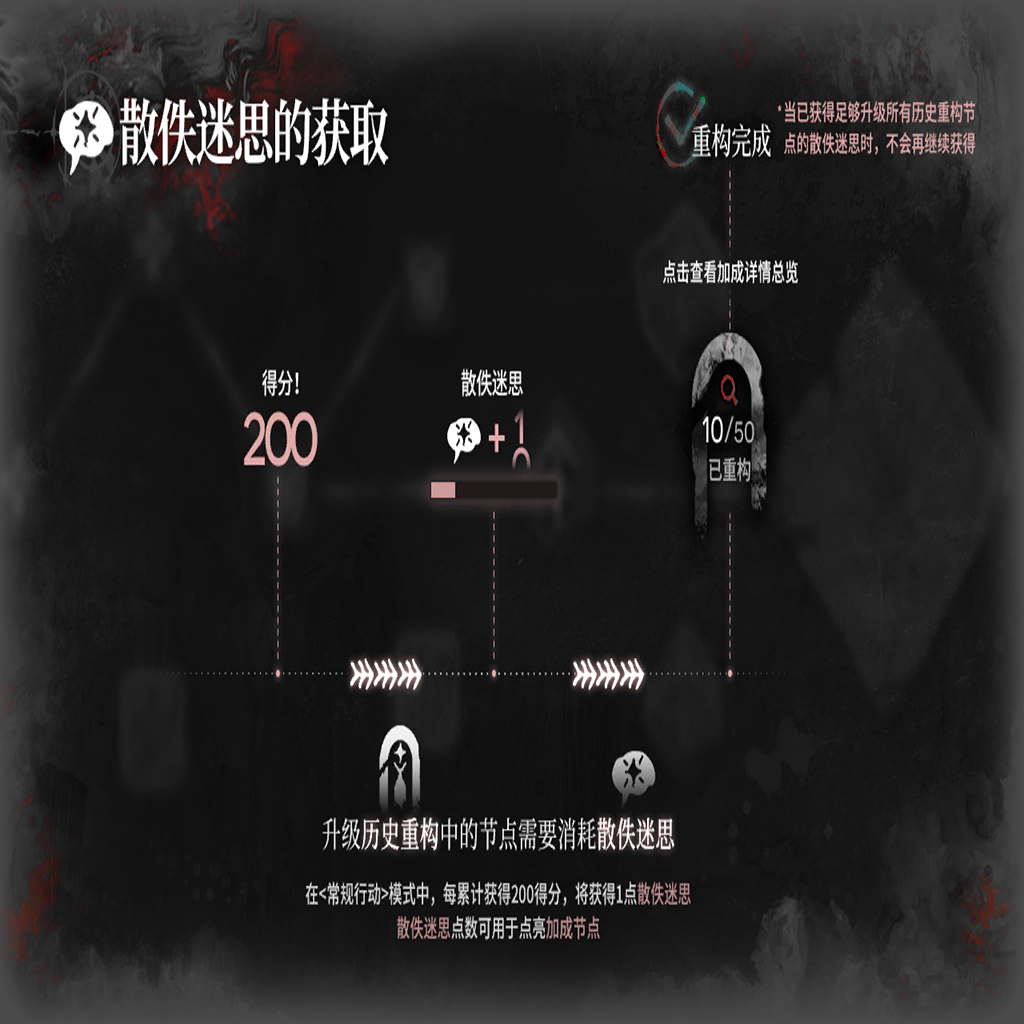 散佚迷思的获取
重构完成
*当已获得足够升级所有历史重构节
点的散佚迷思时，不会再继续获得
点击查看加成详情总览
得分!
200
散佚迷思
+1
0
10/50
已重构
升级历史重构中的节点需要消耗散佚迷思
在<常规行动>模式中，每累计获得200得分，将获得1点散佚迷思
散佚迷思点数可用于点亮加成节点